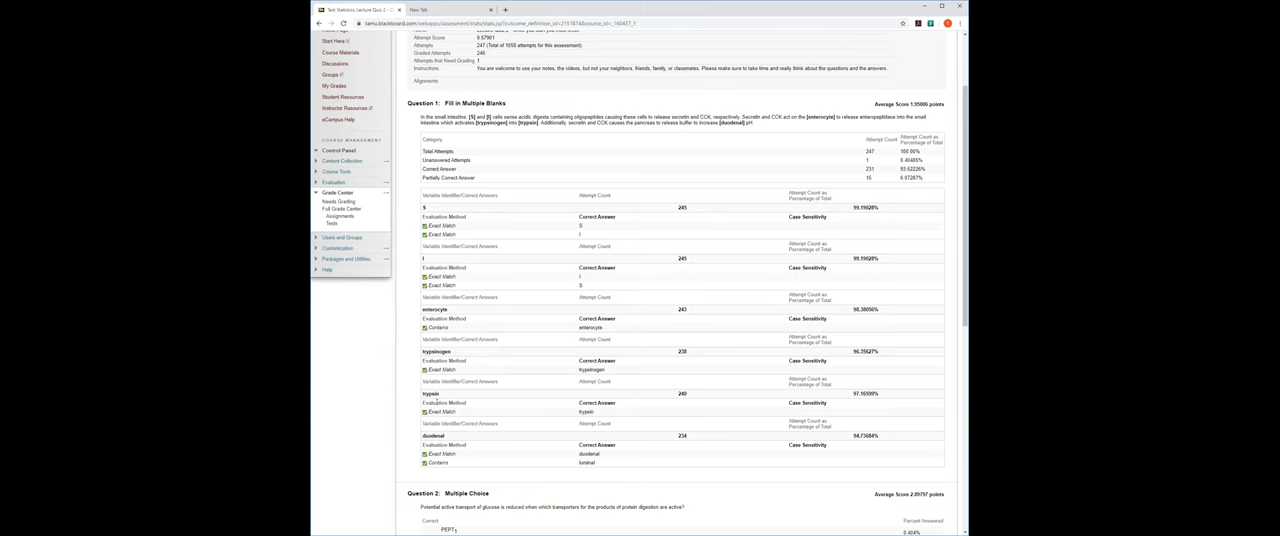 Test Statistics: Lecture Quiz 2 –
New Tab
tamu.blackboard.com/webapps/assessment/stats/stats.jsp?outcome_definition_id=2151874&course_id=_160437_1
Start Here
Course Materials
Discussions
Groups
My Grades
Student Resources
Instructor Resources
eCampus Help
COURSE MANAGEMENT
Control Panel
Content Collection
Course Tools
Evaluation
Grade Center
Needs Grading
Full Grade Center
Assignments
Tests
Users and Groups
Customization
Packages and Utilities
Help
Attempt Score 9.57901
Attempts 247 (Total of 1058 attempts for this assessment)
Graded Attempts 246
Attempts that Need Grading 1
Instructions You are welcome to use your notes, the videos, but not your neighbors, friends, family, or classmates. Please make sure to take time and really think about the questions and the answers.
Alignments
Question 1: Fill in Multiple Blanks Average Score 1.95006 points
In the small intestine, [S] and [I] cells sense acidic digesta containing oligopeptides causing these cells to release secretin and CCK, respectively. Secretin and CCK act on the [enterocyte] to release enteropeptidase into the small
intestine which activates [trypsinogen] into [trypsin]. Additionally, secretin and CCK causes the pancreas to release buffer to increase [duodenal] pH
Category Attempt Count Attempt Count as Percentage of Total
Total Attempts 247 100.00%
Unanswered Attempts 1 0.40485%
Correct Answer 231 93.52226%
Partially Correct Answer 15 6.07287%
Variable Identifier/Correct Answers Attempt Count Attempt Count as Percentage of Total
S 245 99.19028%
Evaluation Method Correct Answer Case Sensitivity
Exact Match S
Exact Match I
Variable Identifier/Correct Answers Attempt Count Attempt Count as Percentage of Total
I 245 99.19028%
Evaluation Method Correct Answer Case Sensitivity
Exact Match I
Exact Match S
Variable Identifier/Correct Answers Attempt Count Attempt Count as Percentage of Total
enterocyte 243 98.38056%
Evaluation Method Correct Answer Case Sensitivity
Contains enterocyte
Variable Identifier/Correct Answers Attempt Count Attempt Count as Percentage of Total
trypsinogen 238 96.35627%
Evaluation Method Correct Answer Case Sensitivity
Exact Match trypsinogen
Variable Identifier/Correct Answers Attempt Count Attempt Count as Percentage of Total
trypsin 240 97.16599%
Evaluation Method Correct Answer Case Sensitivity
Exact Match trypsin
Variable Identifier/Correct Answers Attempt Count Attempt Count as Percentage of Total
duodenal 234 94.73684%
Evaluation Method Correct Answer Case Sensitivity
Exact Match duodenal
Contains luminal
Question 2: Multiple Choice Average Score 2.89797 points
Potential active transport of glucose is reduced when which transporters for the products of protein digestion are active?
Correct Percent Answered
PEPT1 0.404%